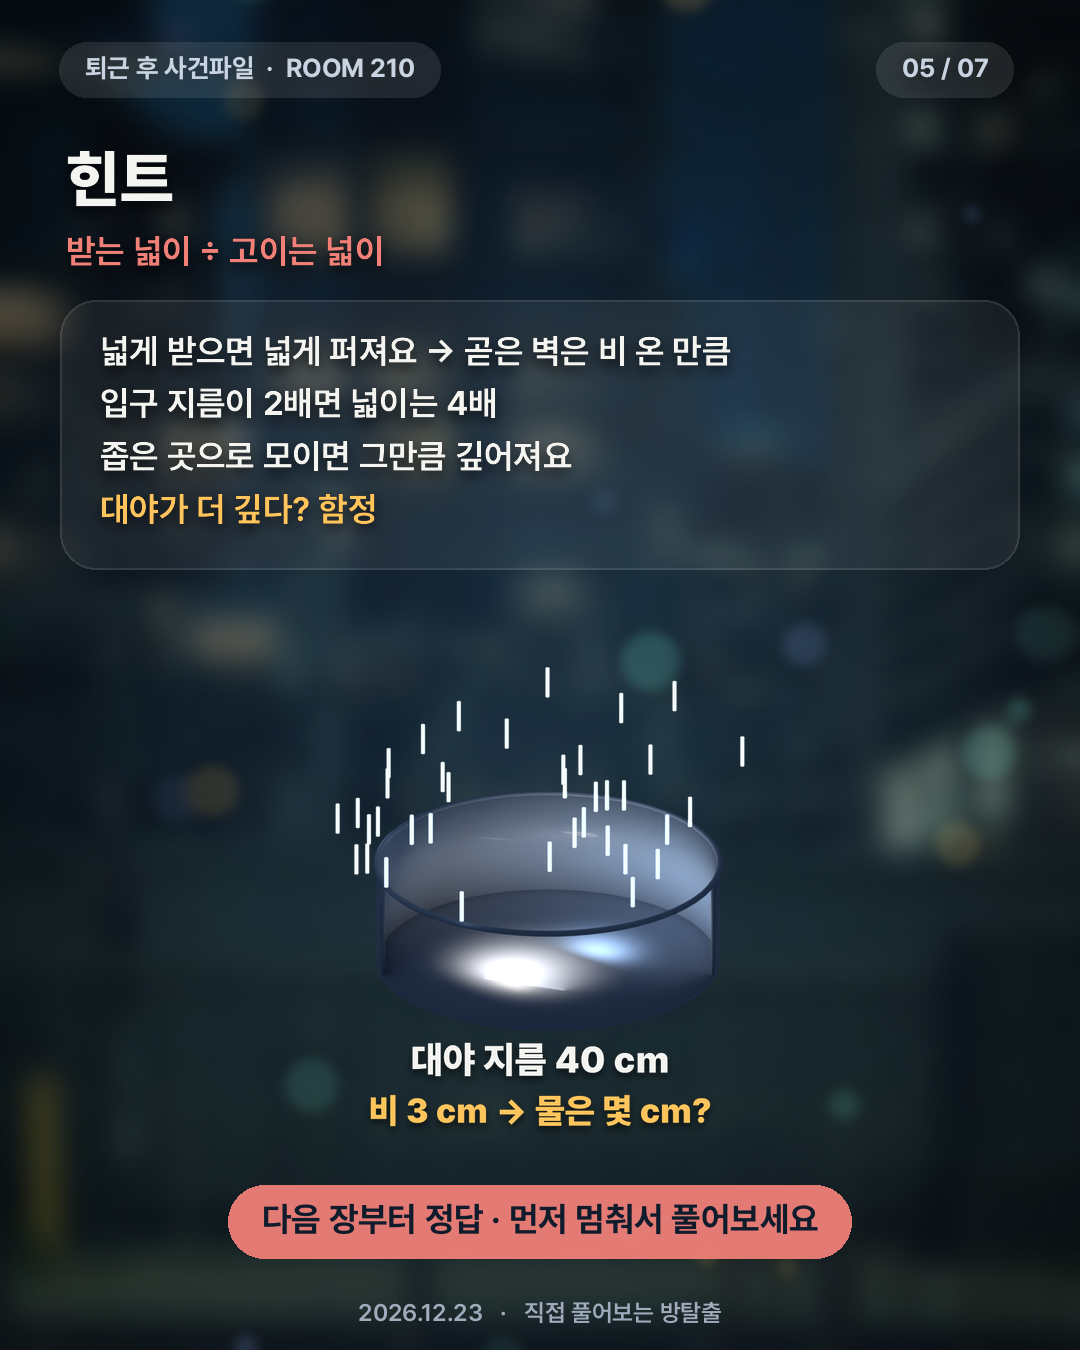 퇴근 후 사건파일 · ROOM 210
05 / 07
힌트
받는 넓이 ÷ 고이는 넓이
넓게 받으면 넓게 퍼져요 → 곧은 벽은 비 온 만큼
입구 지름이 2배면 넓이는 4배
좁은 곳으로 모이면 그만큼 깊어져요
대야가 더 깊다? 함정
대야 지름 40 cm
비 3 cm → 물은 몇 cm?
다음 장부터 정답 · 먼저 멈춰서 풀어보세요
2026.12.23 · 직접 풀어보는 방탈출